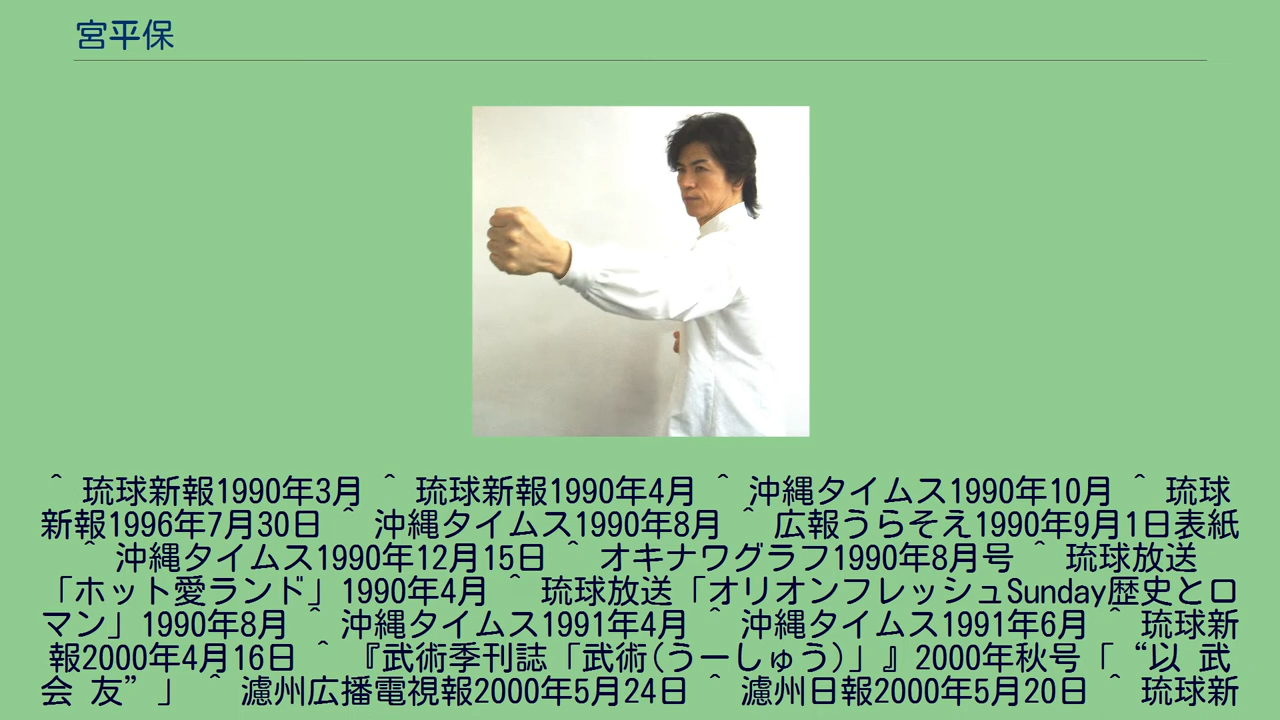 宮平保
^ 琉球新報1990年3月 ^ 琉球新報1990年4月 ^ 沖縄タイムス1990年10月 ^ 琉球
新報1996年7月30日 ^ 沖縄タイムス1990年8月 ^ 広報うらそえ1990年9月1日表紙
^ 沖縄タイムス1990年12月15日 ^ オキナワグラフ1990年8月号 ^ 琉球放送
「ホット愛ランド」1990年4月 ^ 琉球放送「オリオンフレッシュSunday歴史とロ
マン」1990年8月 ^ 沖縄タイムス1991年4月 ^ 沖縄タイムス1991年6月 ^ 琉球新
報2000年4月16日 ^ 『武術季刊誌「武術(うーしゅう)」』2000年秋号「“以 武
会 友”」 ^ 濾州広播電視報2000年5月24日 ^ 濾州日報2000年5月20日 ^ 琉球新